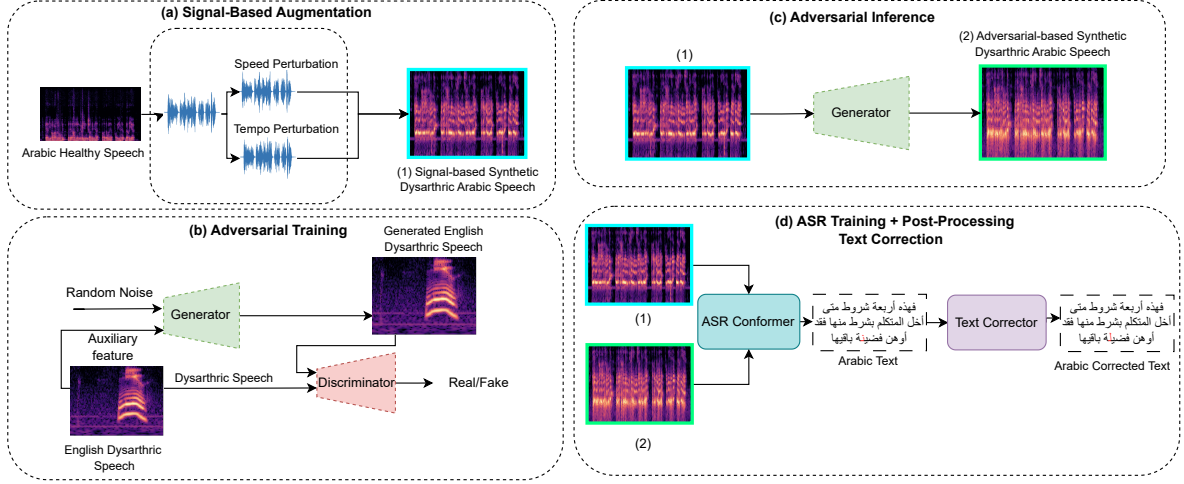 (a) Signal-Based Augmentation
Speed Perturbation
Tempo Perturbation
Arabic Healthy Speech
(1) Signal-based Synthetic
Dysarthric Arabic Speech
(b) Adversarial Training
Generated English
Dysarthric Speech
Random Noise
Generator
Auxiliary
feature
Dysarthric Speech
Discriminator
Real/Fake
English Dysarthric
Speech
(c) Adversarial Inference
(1)
Generator
(2) Adversarial-based Synthetic
Dysarthric Arabic Speech
(d) ASR Training + Post-Processing
Text Correction
(1)
(2)
ASR Conformer
فهذه أربعة شروط متى
أخل المتكلم بشرط منها فقد
أوهن فضينة باقيها
Arabic Text
Text Corrector
فهذه أربعة شروط متى
أخل المتكلم بشرط منها فقد
أوهن فضيلة باقيها
Arabic Corrected Text